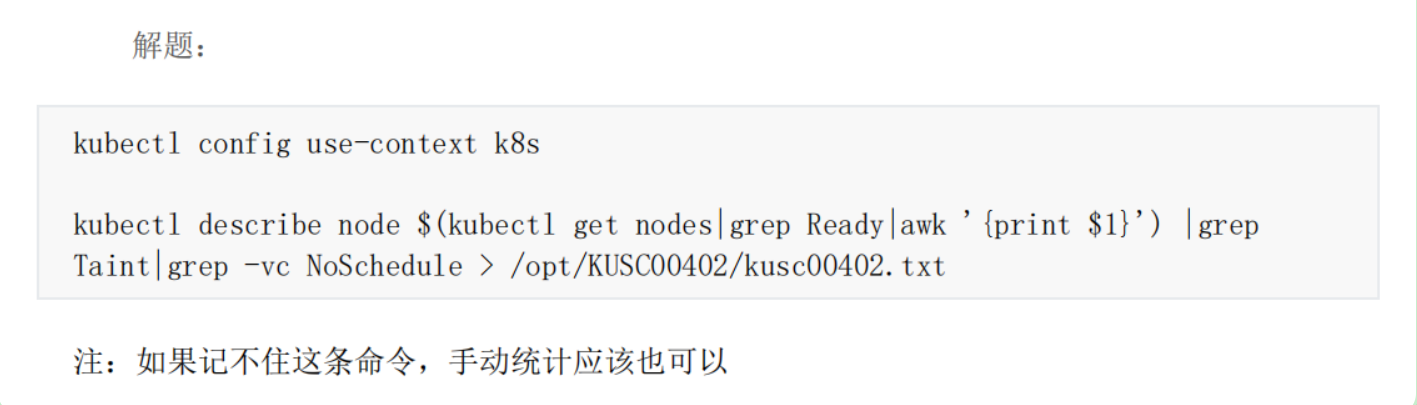 解题：
kubectl config use-context k8s
kubectl describe node $(kubectl get nodes|grep Ready|awk '{print $1}') |grep
Taint|grep -vc NoSchedule > /opt/KUSC00402/kusc00402.txt
注：如果记不住这条命令，手动统计应该也可以